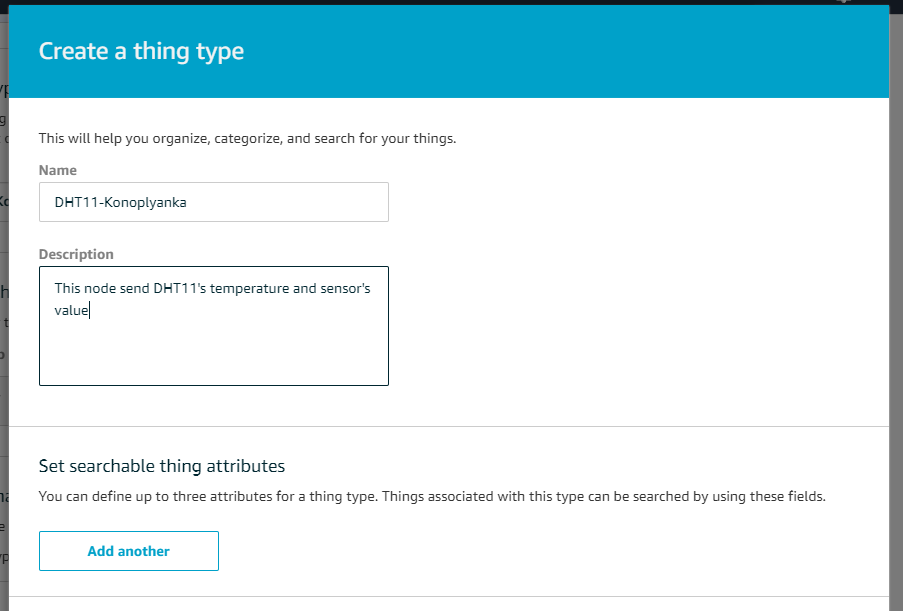 Create a thing type
This will help you organize, categorize, and search for your things.
Name
DHT11-Konoplyanka
Description
This node send DHT11's temperature and sensor's
value
Set searchable thing attributes
You can define up to three attributes for a thing type. Things associated with this type can be searched by using these fields.
Add another